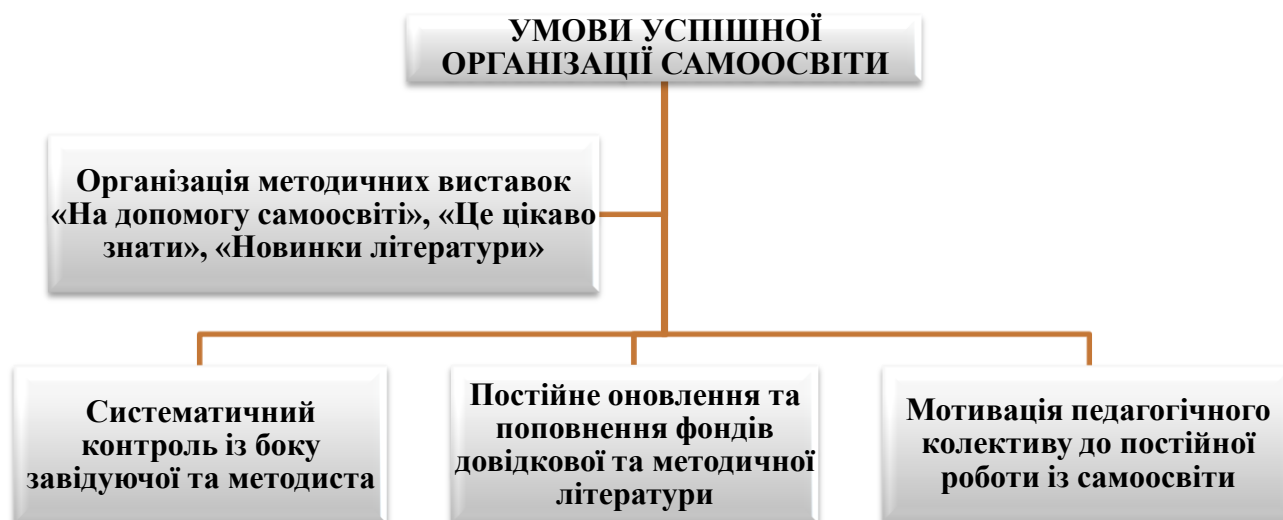 УМОВИ УСПІШНОЇ
ОРГАНІЗАЦІЇ САМООСВІТИ
Організація методичних виставок
«На допомогу самоосвіті», «Це цікаво
знати», «Новинки літератури»
Систематичний
контроль із боку
завідуючої та методиста
Постійне оновлення та
поповнення фондів
довідкової та методичної
літератури
Мотивація педагогічного
колективу до постійної
роботи із самоосвіти